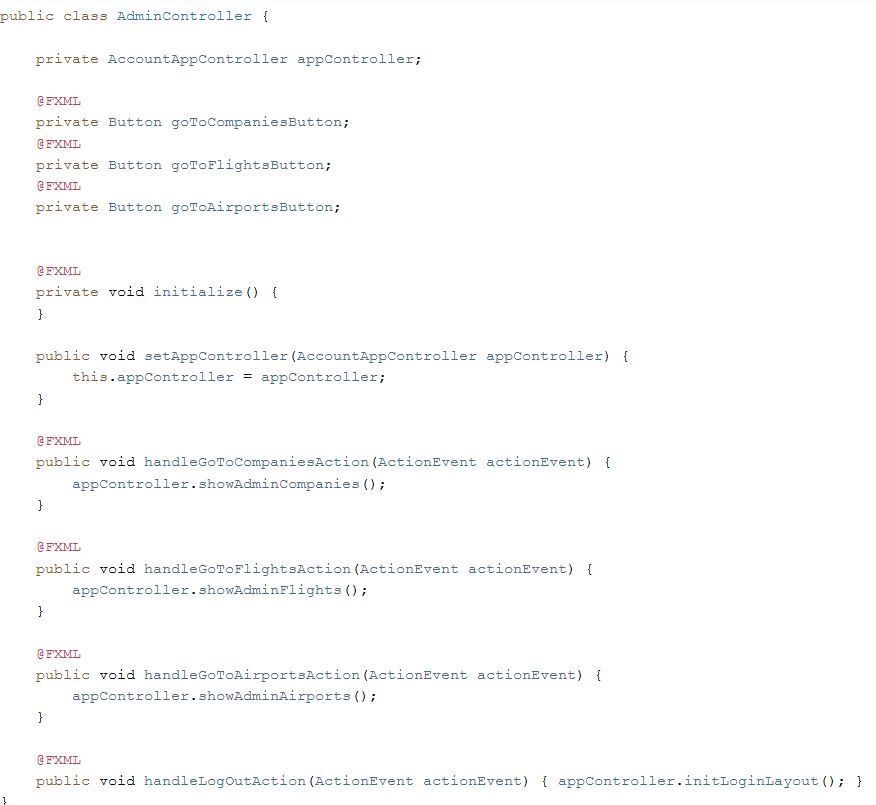 public class AdminController {
    private AccountAppController appController;
    @FXML
    private Button goToCompaniesButton;
    @FXML
    private Button goToFlightsButton;
    @FXML
    private Button goToAirportsButton;
    @FXML
    private void initialize() {
    }
    public void setAppController(AccountAppController appController) {
        this.appController = appController;
    }
    @FXML
    public void handleGoToCompaniesAction(ActionEvent actionEvent) {
        appController.showAdminCompanies();
    }
    @FXML
    public void handleGoToFlightsAction(ActionEvent actionEvent) {
        appController.showAdminFlights();
    }
    @FXML
    public void handleGoToAirportsAction(ActionEvent actionEvent) {
        appController.showAdminAirports();
    }
    @FXML
    public void handleLogOutAction(ActionEvent actionEvent) { appController.initLoginLayout(); }
}